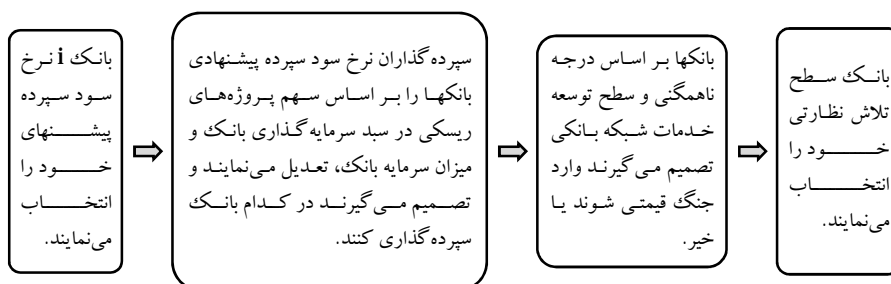 بانک i نرخ
سود سپرده
پیشنهای
خود را
انتخاب
می‌نمایند.
سپرده‌گذاران نرخ سود سپرده پیشنهادی
بانکها را بر اساس سهم پروژه‌های
ریسکی در سبد سرمایه‌گذاری بانک و
میزان سرمایه بانک، تعدیل می‌نمایند و
تصمیم می‌گیرند در کدام بانک
سپرده‌گذاری کنند.
بانکها بر اساس درجه
ناهمگنی و سطح توسعه
خدمات شبکه بانکی
تصمیم می‌گیرند وارد
جنگ قیمتی شوند یا
خیر.
بانک سطح
تلاش نظارتی
خود را
انتخاب
می‌نمایند.